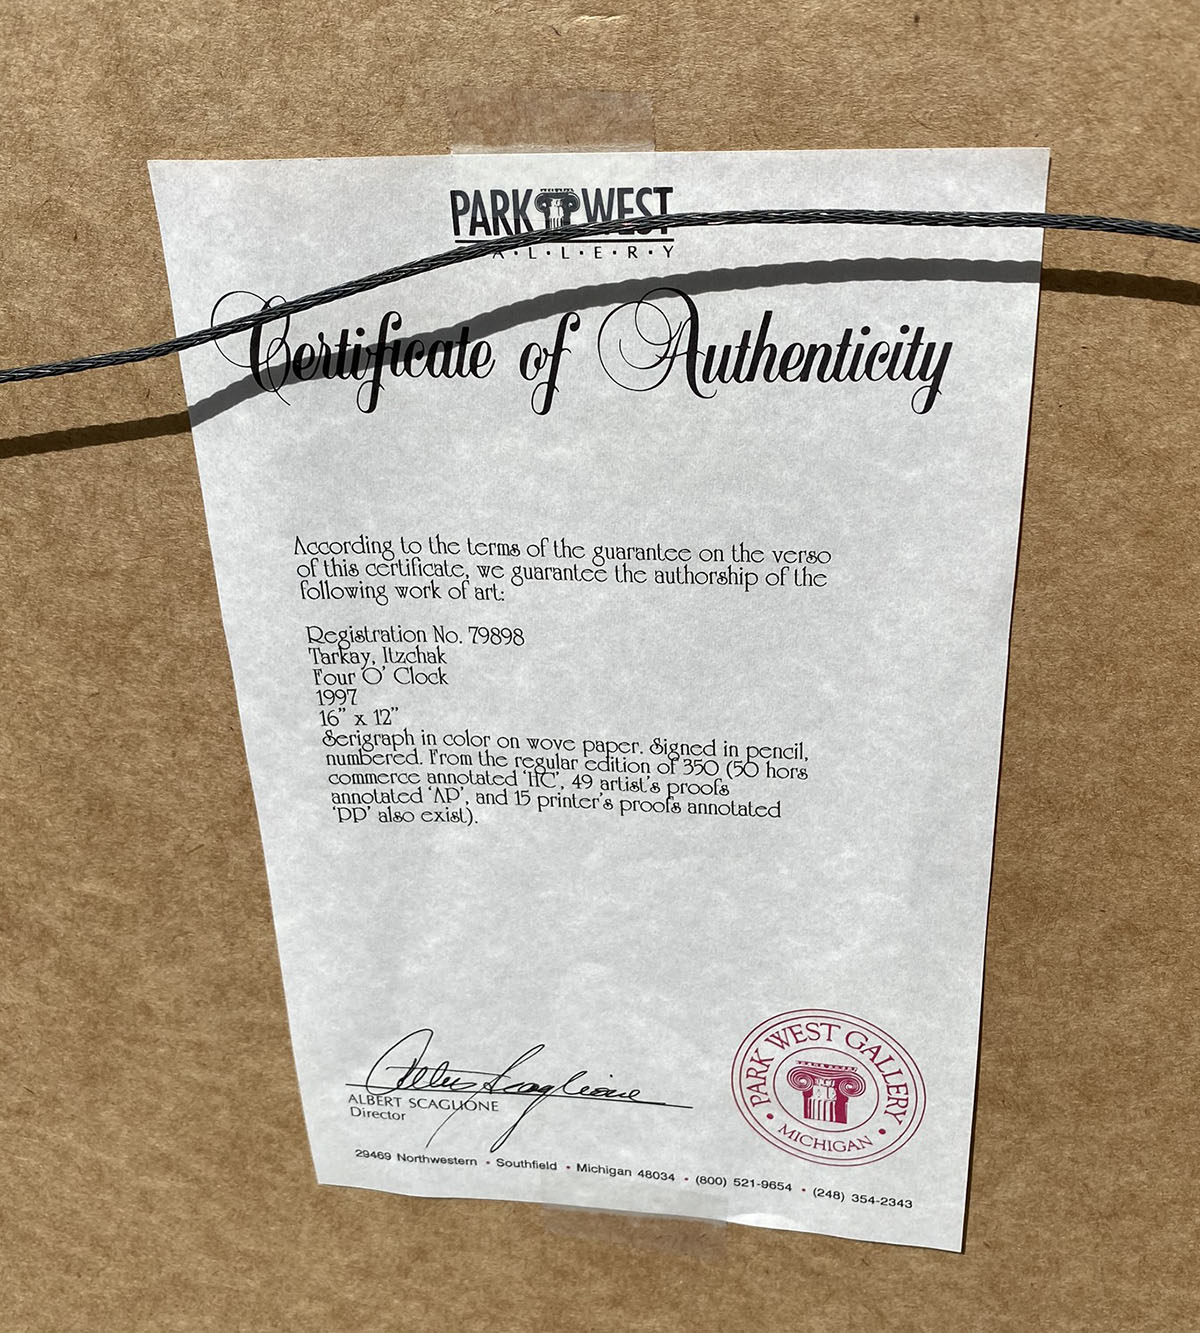 PARK WEST
G·A·L·L·E·R·Y
Certificate of Authenticity
According to the terms of the guarantee on the verso
of this certificate, we guarantee the authorship of the
following work of art:
Registration No. 79898
Tarkay, Itzchak
Four O' Clock
1997
16" x 12"
Serigraph in color on wove paper. Signed in pencil,
numbered. From the regular edition of 350 (50 hors
commerce annotated 'HC', 49 artist's proofs
annotated 'AP', and 15 printer's proofs annotated
'PP' also exist).
Albert Scaglione
ALBERT SCAGLIONE
Director
PARK WEST GALLERY
• MICHIGAN •
29469 Northwestern • Southfield • Michigan 48034 • (800) 521-9654 • (248) 354-2343